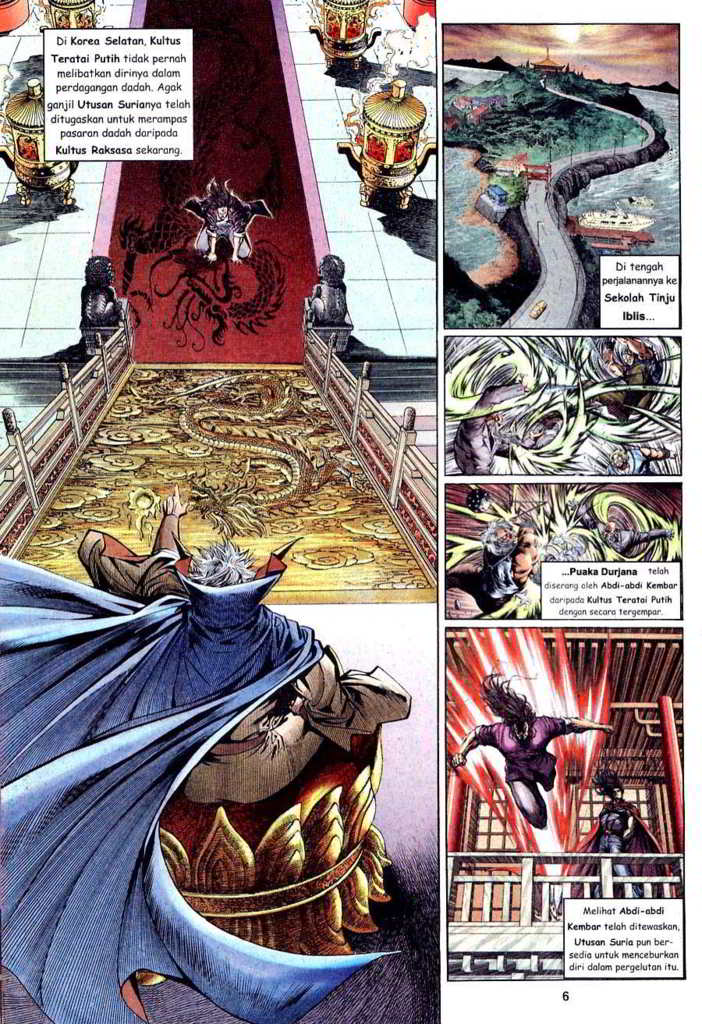 Di Korea Selatan, Kultus
Teratai Putih tidak pernah
melibatkan dirinya dalam
perdagangan dadah. Agak
ganjil Utusan Surianya telah
ditugaskan untuk merampas
pasaran dadah daripada
Kultus Raksasa sekarang.
Di tengah
perjalanannya ke
Sekolah Tinju
Iblis...
...Puaka Durjana telah
diserang oleh Abdi-abdi Kembar
daripada Kultus Teratai Putih
dengan secara tergempar.
Melihat Abdi-abdi
Kembar telah ditewaskan,
Utusan Suria pun ber-
sedia untuk menceburkan
diri dalam pergelutan itu.
6